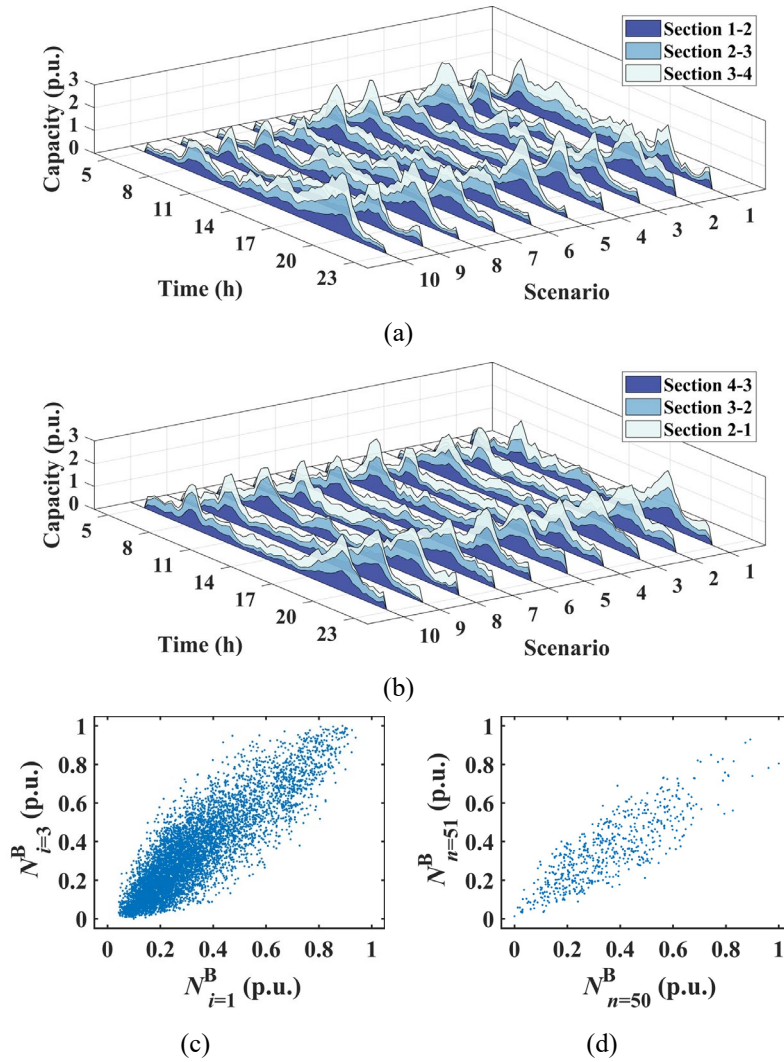 Section 1-2
Section 2-3
Section 3-4
Capacity (p.u.)
3
2
1
0
5
8
11
14
17
20
23
Time (h)
10
9
8
7
6
5
4
3
2
1
Scenario
(a)
Section 4-3
Section 3-2
Section 2-1
Capacity (p.u.)
3
2
1
0
5
8
11
14
17
20
23
Time (h)
10
9
8
7
6
5
4
3
2
1
Scenario
(b)
N^B_{i=3} (p.u.)
1
0.8
0.6
0.4
0.2
0
0 0.2 0.4 0.6 0.8 1
N^B_{i=1} (p.u.)
(c)
N^B_{n=51} (p.u.)
1
0.8
0.6
0.4
0.2
0
0 0.2 0.4 0.6 0.8 1
N^B_{n=50} (p.u.)
(d)